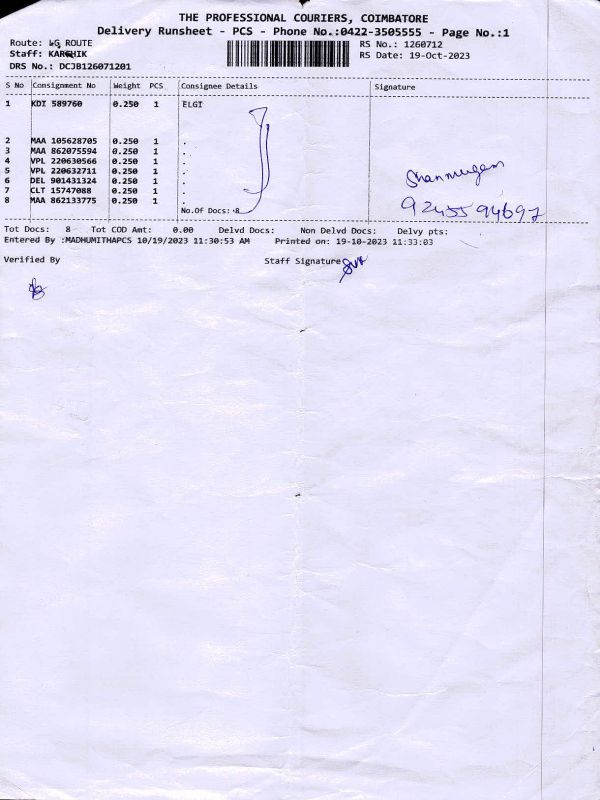 THE PROFESSIONAL COURIERS, COIMBATORE
Delivery Runsheet - PCS - Phone No.:0422-3505555 - Page No.:1
Route: LG ROUTE
RS No.: 1260712
Staff: KARTHIK
RS Date: 19-Oct-2023
DRS No.: DCJB126071201
S No Consignment No Weight PCS Consignee Details Signature
1 KDI 589760 0.250 1 ELGI
2 MAA 105628705 0.250 1 .
3 MAA 862075594 0.250 1 .
4 VPL 220630566 0.250 1 .
5 VPL 220632711 0.250 1 .
6 DEL 901431324 0.250 1 .
7 CLT 15747088 0.250 1 .
8 MAA 862133775 0.250 1 .
Shanmugam
9245594697
No.Of Docs: 8
Tot Docs: 8 Tot COD Amt: 0.00 Delvd Docs: Non Delvd Docs: Delvy pts:
Entered By :MADHUMITHAPCS 10/19/2023 11:30:53 AM Printed on: 19-10-2023 11:33:03
Verified By Staff Signature